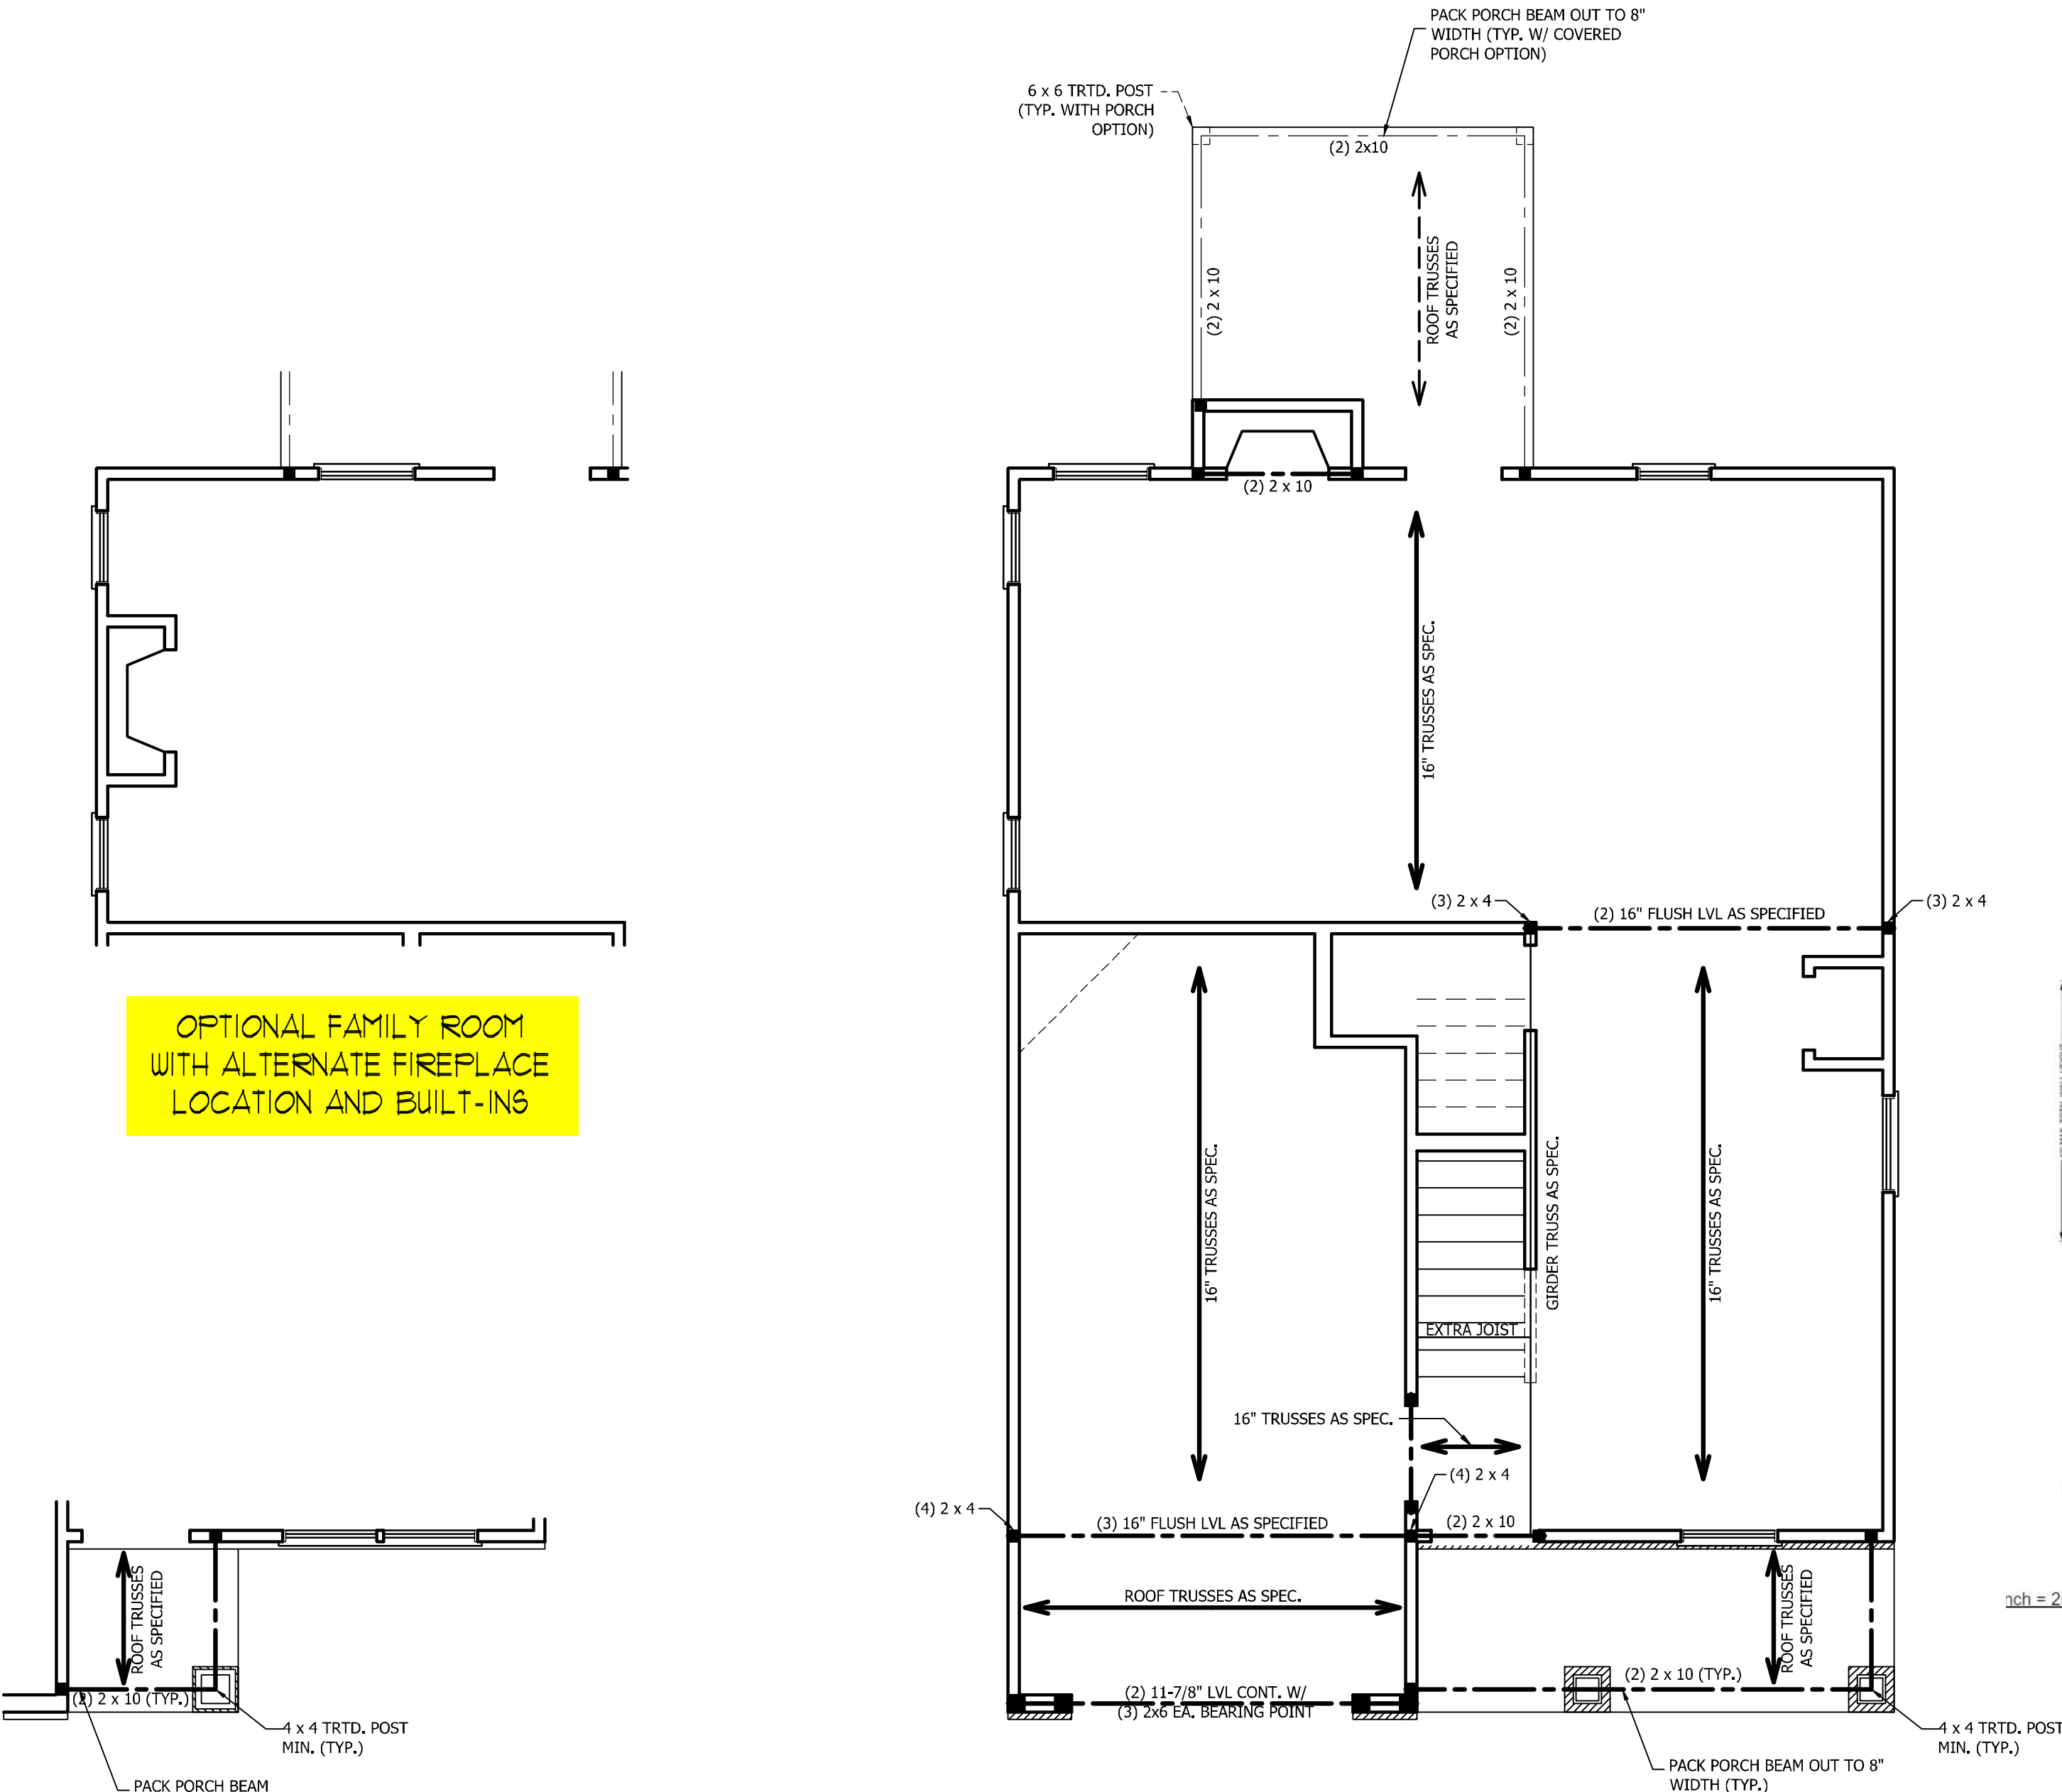 PACK PORCH BEAM OUT TO 8"
WIDTH (TYP. W/ COVERED
PORCH OPTION)
6 x 6 TRTD. POST
(TYP. WITH PORCH
OPTION)
(2) 2x10
ROOF TRUSSES
AS SPECIFIED
(2) 2 x 10
(2) 2 x 10
(2) 2 x 10
16" TRUSSES AS SPEC.
(3) 2 x 4
(2) 16" FLUSH LVL AS SPECIFIED
(3) 2 x 4
OPTIONAL FAMILY ROOM
WITH ALTERNATE FIREPLACE
LOCATION AND BUILT-INS
16" TRUSSES AS SPEC.
GIRDER TRUSS AS SPEC.
16" TRUSSES AS SPEC.
EXTRA JOIST
16" TRUSSES AS SPEC.
(4) 2 x 4
(4) 2 x 4
(3) 16" FLUSH LVL AS SPECIFIED
(2) 2 x 10
ROOF TRUSSES AS SPEC.
ROOF TRUSSES
AS SPECIFIED
(2) 2 x 10 (TYP.)
(2) 11-7/8" LVL CONT. W/
(3) 2x6 EA. BEARING POINT
4 x 4 TRTD. POST
MIN. (TYP.)
PACK PORCH BEAM OUT TO 8"
WIDTH (TYP.)
ROOF TRUSSES
AS SPECIFIED
(2) 2 x 10 (TYP.)
4 x 4 TRTD. POST
MIN. (TYP.)
PACK PORCH BEAM
nch = 2